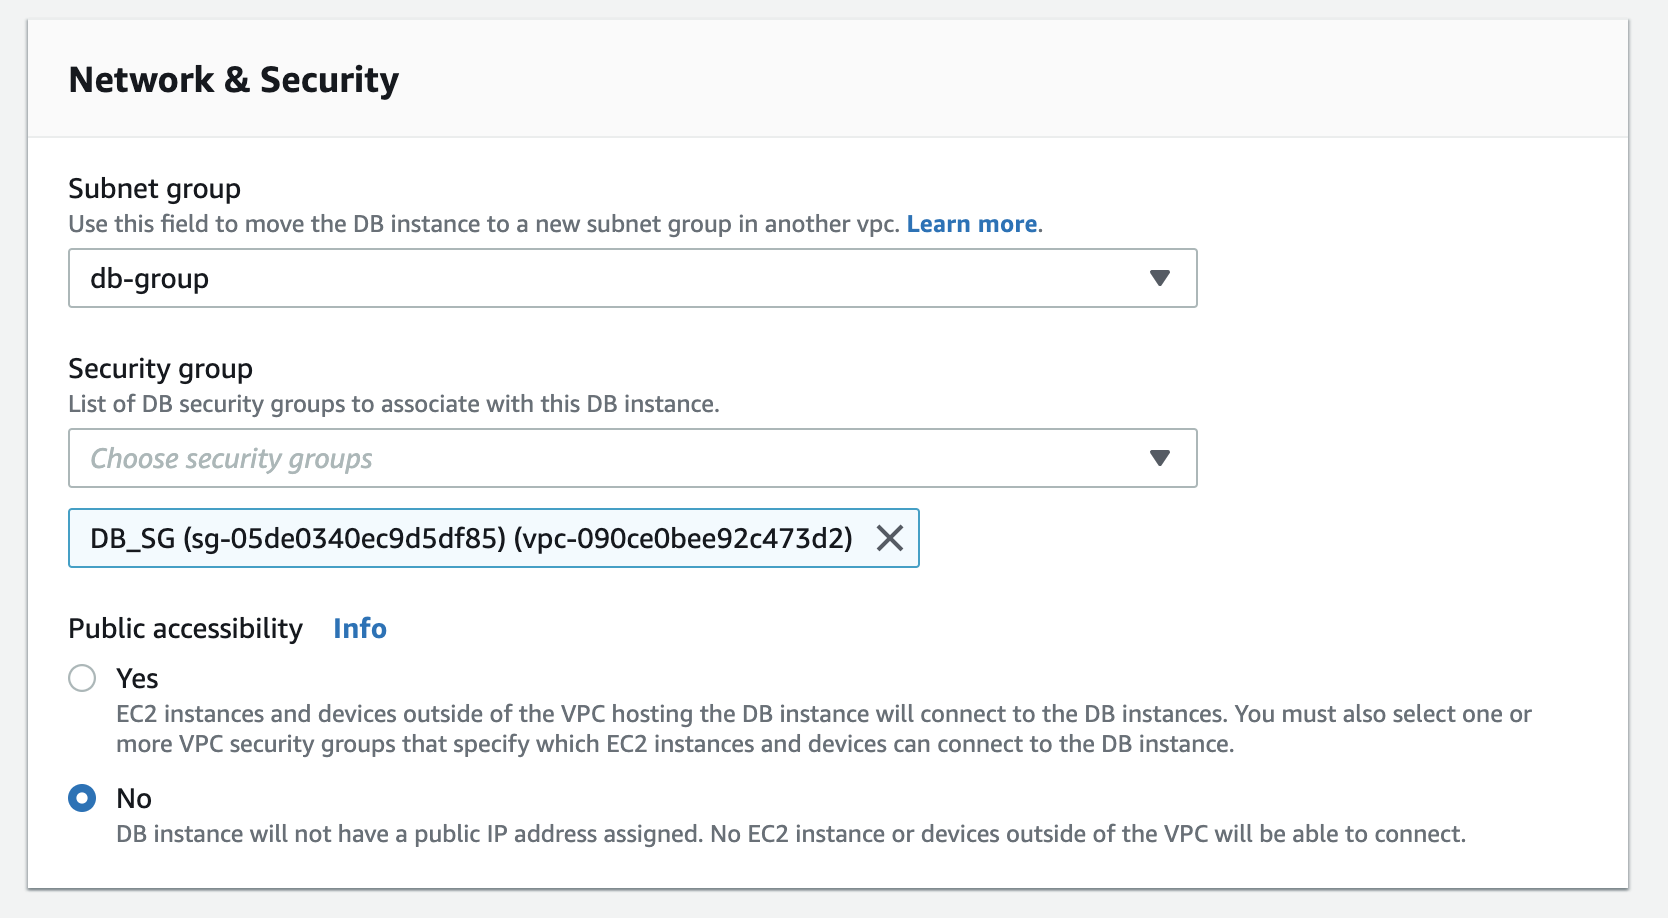 Network & Security
Subnet group
Use this field to move the DB instance to a new subnet group in another vpc. Learn more.
db-group
Security group
List of DB security groups to associate with this DB instance.
Choose security groups
DB_SG (sg-05de0340ec9d5df85) (vpc-090ce0bee92c473d2)
Public accessibility Info
Yes
EC2 instances and devices outside of the VPC hosting the DB instance will connect to the DB instances. You must also select one or
more VPC security groups that specify which EC2 instances and devices can connect to the DB instance.
No
DB instance will not have a public IP address assigned. No EC2 instance or devices outside of the VPC will be able to connect.